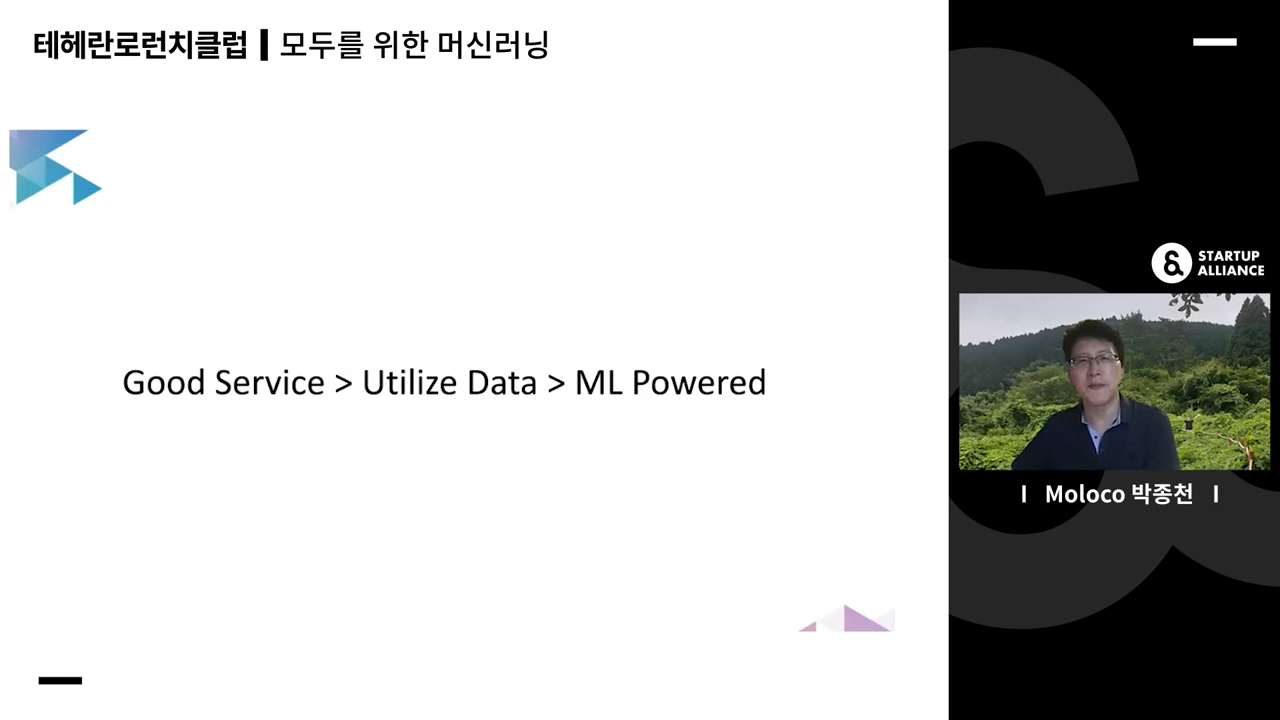 테헤란로런치클럽 | 모두를 위한 머신러닝
STARTUP
ALLIANCE
Good Service > Utilize Data > ML Powered
| Moloco 박종천 |